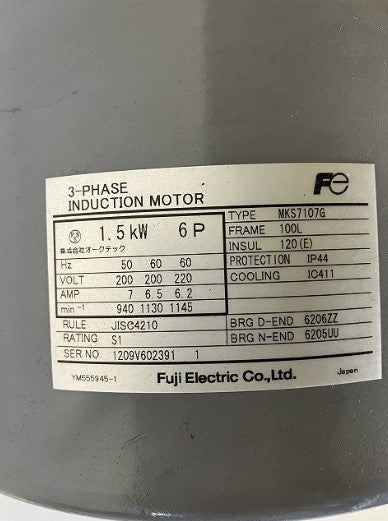 3-PHASE
INDUCTION MOTOR
Fe
1.5 kW 6 P
株式会社オークテック
Hz 50 60 60
VOLT 200 200 220
AMP 7 6.5 6.2
min⁻¹ 940 1130 1145
TYPE MKS7107G
FRAME 100L
INSUL 120(E)
PROTECTION IP44
COOLING IC411
RULE JISC4210
RATING S1
SER NO 1209V602391 1
BRG D-END 6206ZZ
BRG N-END 6205UU
YM555945-1 Fuji Electric Co.,Ltd. Japan